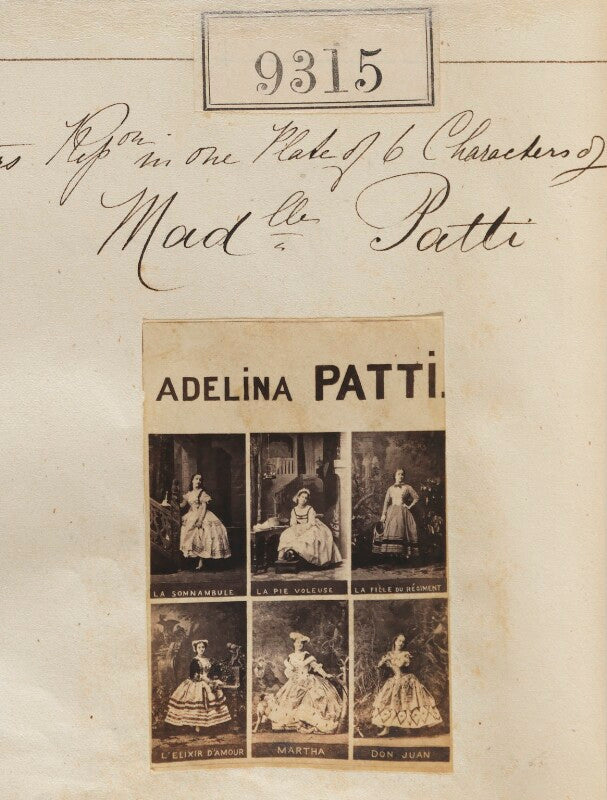 9315
Rep on in one Plate of 6 Characters of
Mad lle Patti
ADELiNA PATTi.
LA SOMNAMBULE
LA PIE VOLEUSE
LA FILLE DU RÉGIMENT
L'ELIXIR D'AMOUR
MARTHA
DON JUAN